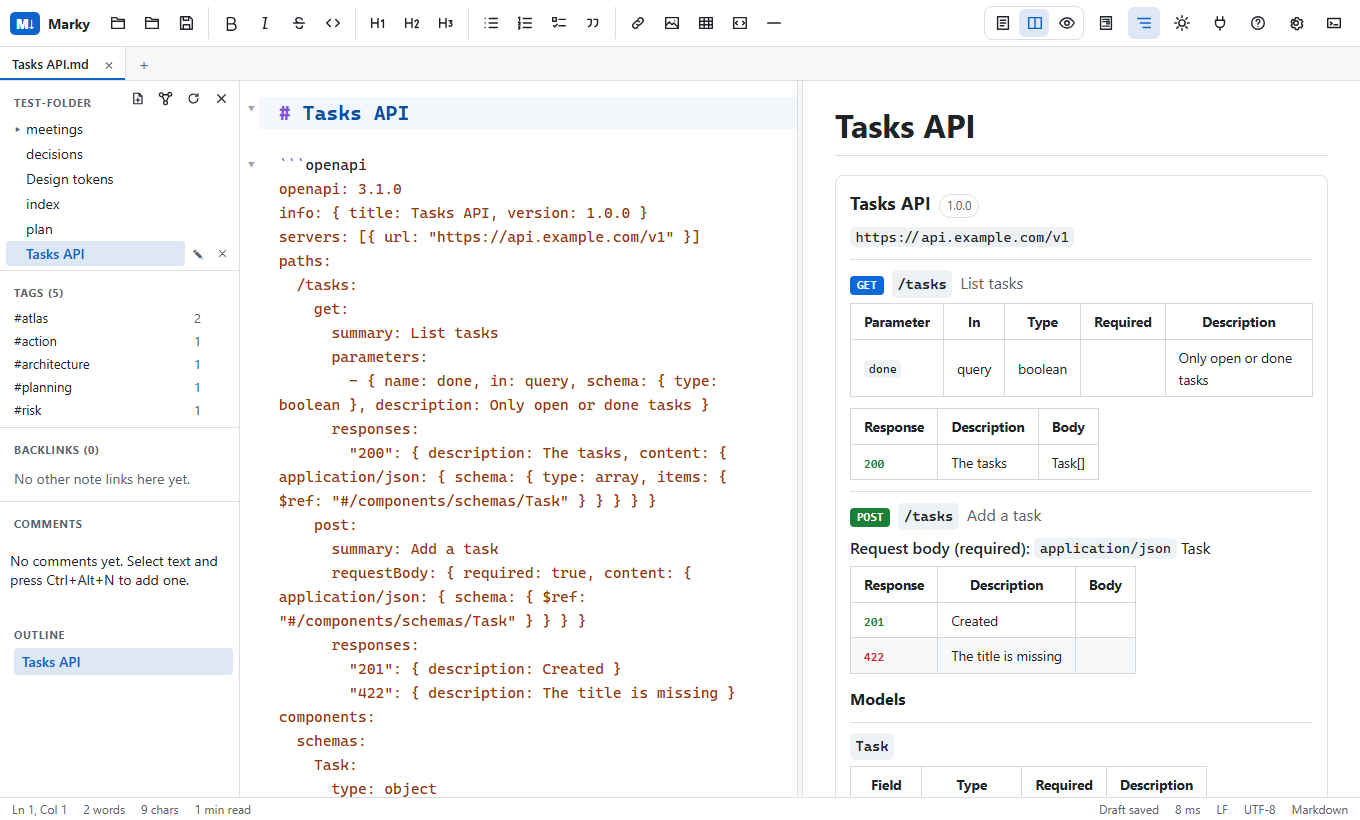 M↓ Marky B I S <> H1 H2 H3
Tasks API.md × +
TEST-FOLDER
meetings
decisions
Design tokens
index
plan
Tasks API
TAGS (5)
#atlas 2
#action 1
#architecture 1
#planning 1
#risk 1
BACKLINKS (0)
No other note links here yet.
COMMENTS
No comments yet. Select text and
press Ctrl+Alt+N to add one.
OUTLINE
Tasks API
# Tasks API
```openapi
openapi: 3.1.0
info: { title: Tasks API, version: 1.0.0 }
servers: [{ url: "https://api.example.com/v1" }]
paths:
  /tasks:
    get:
      summary: List tasks
      parameters:
        - { name: done, in: query, schema: { type:
boolean }, description: Only open or done tasks }
      responses:
        "200": { description: The tasks, content: {
application/json: { schema: { type: array, items: {
$ref: "#/components/schemas/Task" } } } } }
    post:
      summary: Add a task
      requestBody: { required: true, content: {
application/json: { schema: { $ref:
"#/components/schemas/Task" } } } }
      responses:
        "201": { description: Created }
        "422": { description: The title is missing }
components:
  schemas:
    Task:
      type: object
Tasks API
Tasks API 1.0.0
https://api.example.com/v1
GET /tasks List tasks
Parameter In Type Required Description
done query boolean Only open or done
tasks
Response Description Body
200 The tasks Task[]
POST /tasks Add a task
Request body (required): application/json Task
Response Description Body
201 Created
422 The title is missing
Models
Task
Field Type Required Description
Ln 1, Col 1 2 words 9 chars 1 min read Draft saved 8 ms LF UTF-8 Markdown